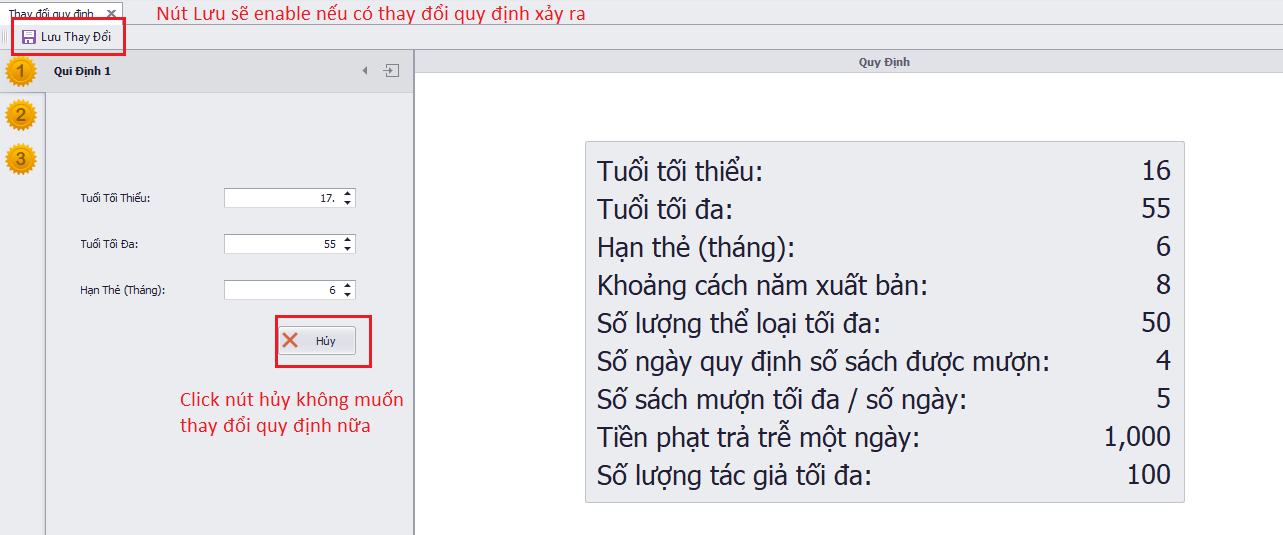 Thay đổi quy định
Nút Lưu sẽ enable nếu có thay đổi quy định xảy ra
Lưu Thay Đổi
1
Qui Định 1
2
3
Tuổi Tối Thiểu:
17.
Tuổi Tối Đa:
55
Hạn Thẻ (Tháng):
6
Hủy
Click nút hủy không muốn
thay đổi quy định nữa
Quy Định
Tuổi tối thiểu: 16
Tuổi tối đa: 55
Hạn thẻ (tháng): 6
Khoảng cách năm xuất bản: 8
Số lượng thể loại tối đa: 50
Số ngày quy định số sách được mượn: 4
Số sách mượn tối đa / số ngày: 5
Tiền phạt trả trễ một ngày: 1,000
Số lượng tác giả tối đa: 100